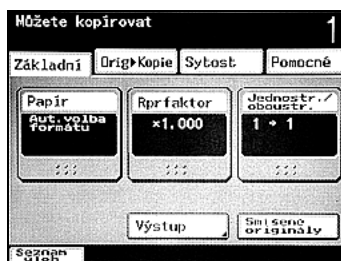 Můžete kopírovat
1
Základní
Orig▸Kopie
Sytost
Pomocné
Papír
Rprfaktor
Jednostr./
oboustr.
Aut.volba
formátu
×1,000
1 → 1
Výstup
Smíšené
originály
Seznam
úloh